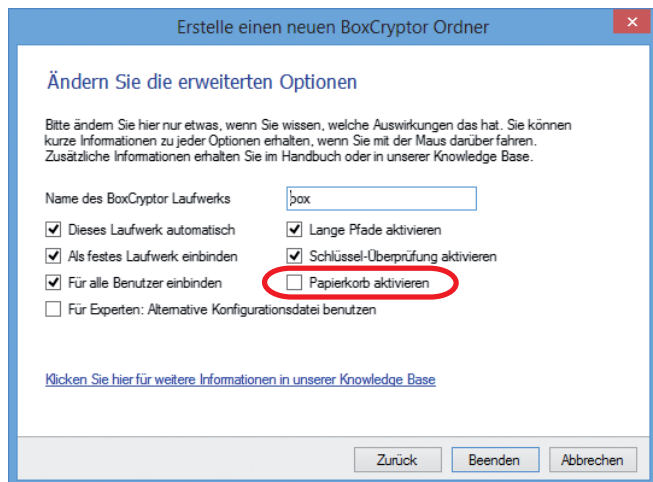 Erstelle einen neuen BoxCryptor Ordner
Ändern Sie die erweiterten Optionen
Bitte ändern Sie hier nur etwas, wenn Sie wissen, welche Auswirkungen das hat. Sie können
kurze Informationen zu jeder Optionen erhalten, wenn Sie mit der Maus darüber fahren.
Zusätzliche Informationen erhalten Sie im Handbuch oder in unserer Knowledge Base.
Name des BoxCryptor Laufwerks box
Dieses Laufwerk automatisch Lange Pfade aktivieren
Als festes Laufwerk einbinden Schlüssel-Überprüfung aktivieren
Für alle Benutzer einbinden Papierkorb aktivieren
Für Experten: Alternative Konfigurationsdatei benutzen
Klicken Sie hier für weitere Informationen in unserer Knowledge Base
Zurück Beenden Abbrechen